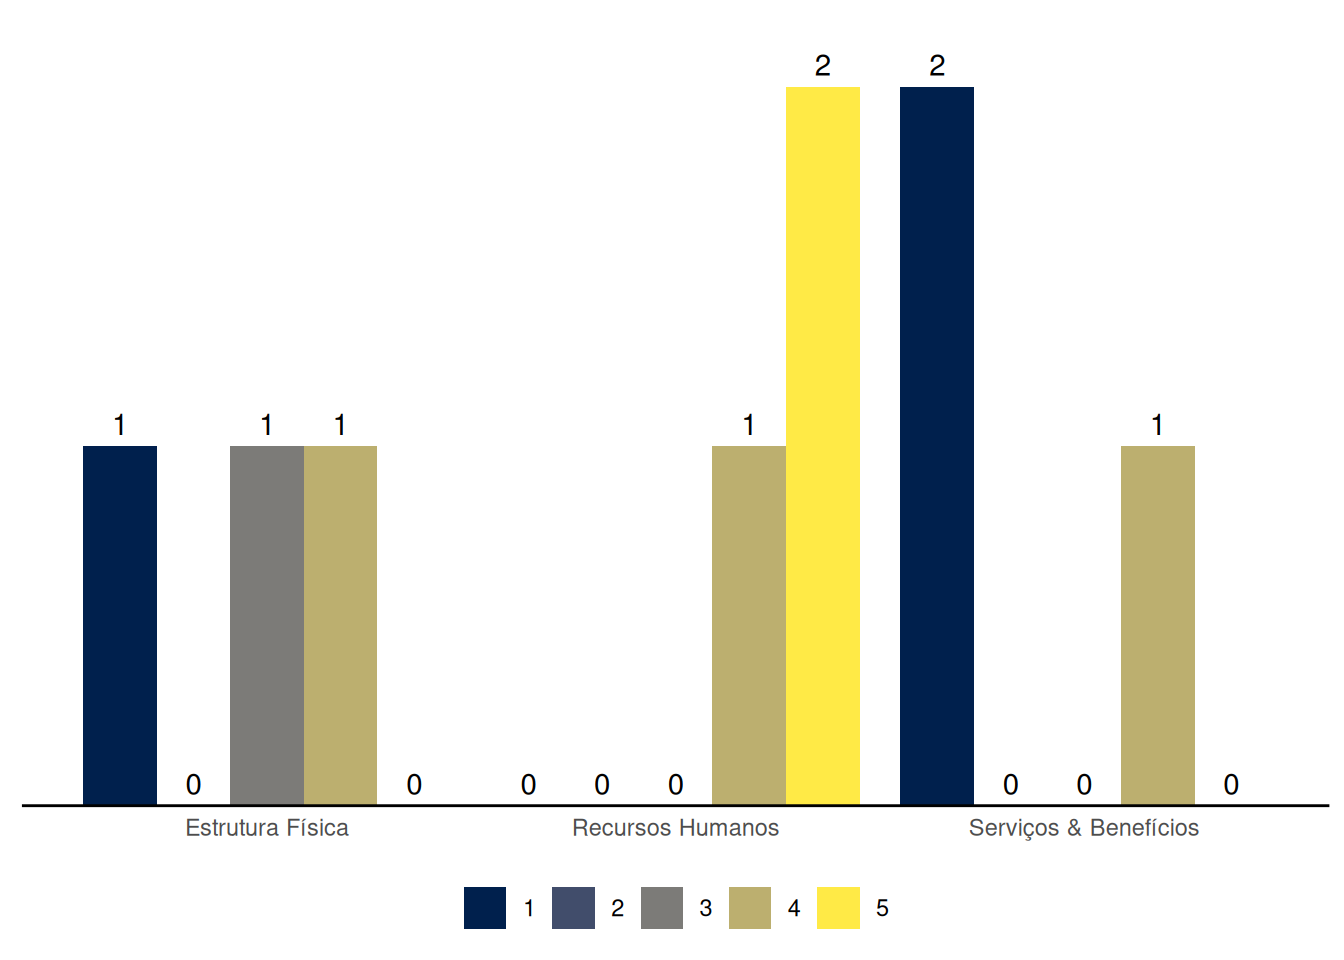 2 2
1 1 1 1 1
0 0 0 0 0 0 0 0
Estrutura Física Recursos Humanos Serviços & Benefícios
1 2 3 4 5